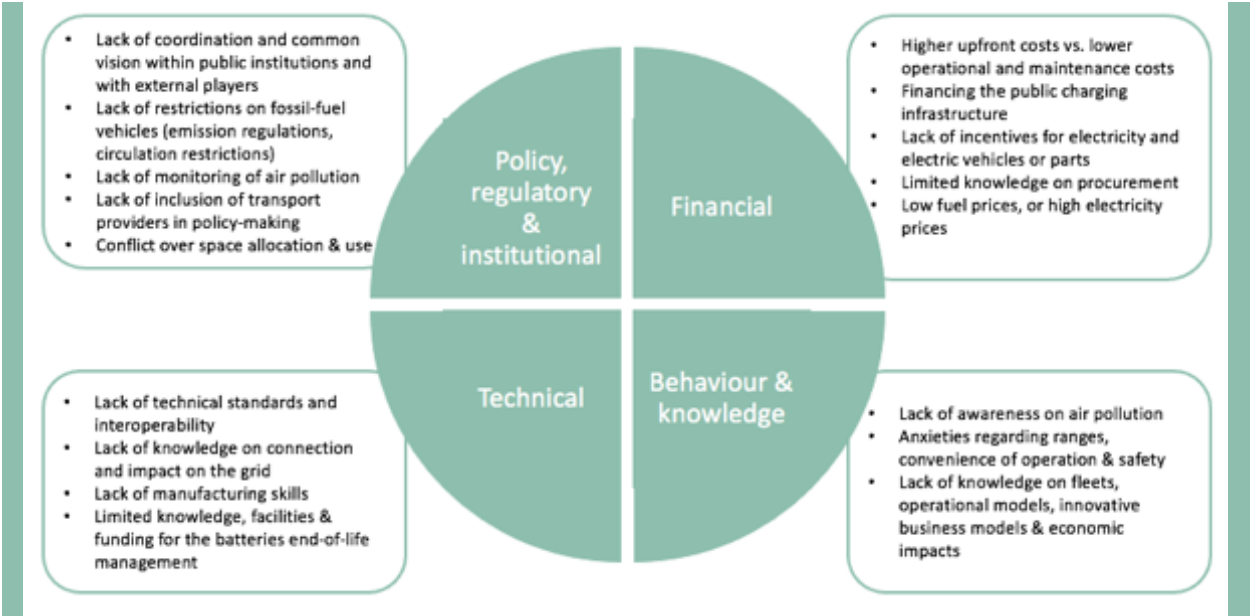 • Lack of coordination and common
vision within public institutions and
with external players
• Lack of restrictions on fossil-fuel
vehicles (emission regulations,
circulation restrictions)
• Lack of monitoring of air pollution
• Lack of inclusion of transport
providers in policy-making
• Conflict over space allocation & use
Policy,
regulatory
&
institutional
Financial
• Higher upfront costs vs. lower
operational and maintenance costs
• Financing the public charging
infrastructure
• Lack of incentives for electricity and
electric vehicles or parts
• Limited knowledge on procurement
• Low fuel prices, or high electricity
prices
• Lack of technical standards and
interoperability
• Lack of knowledge on connection
and impact on the grid
• Lack of manufacturing skills
• Limited knowledge, facilities &
funding for the batteries end-of-life
management
Technical
Behaviour &
knowledge
• Lack of awareness on air pollution
• Anxieties regarding ranges,
convenience of operation & safety
• Lack of knowledge on fleets,
operational models, innovative
business models & economic
impacts